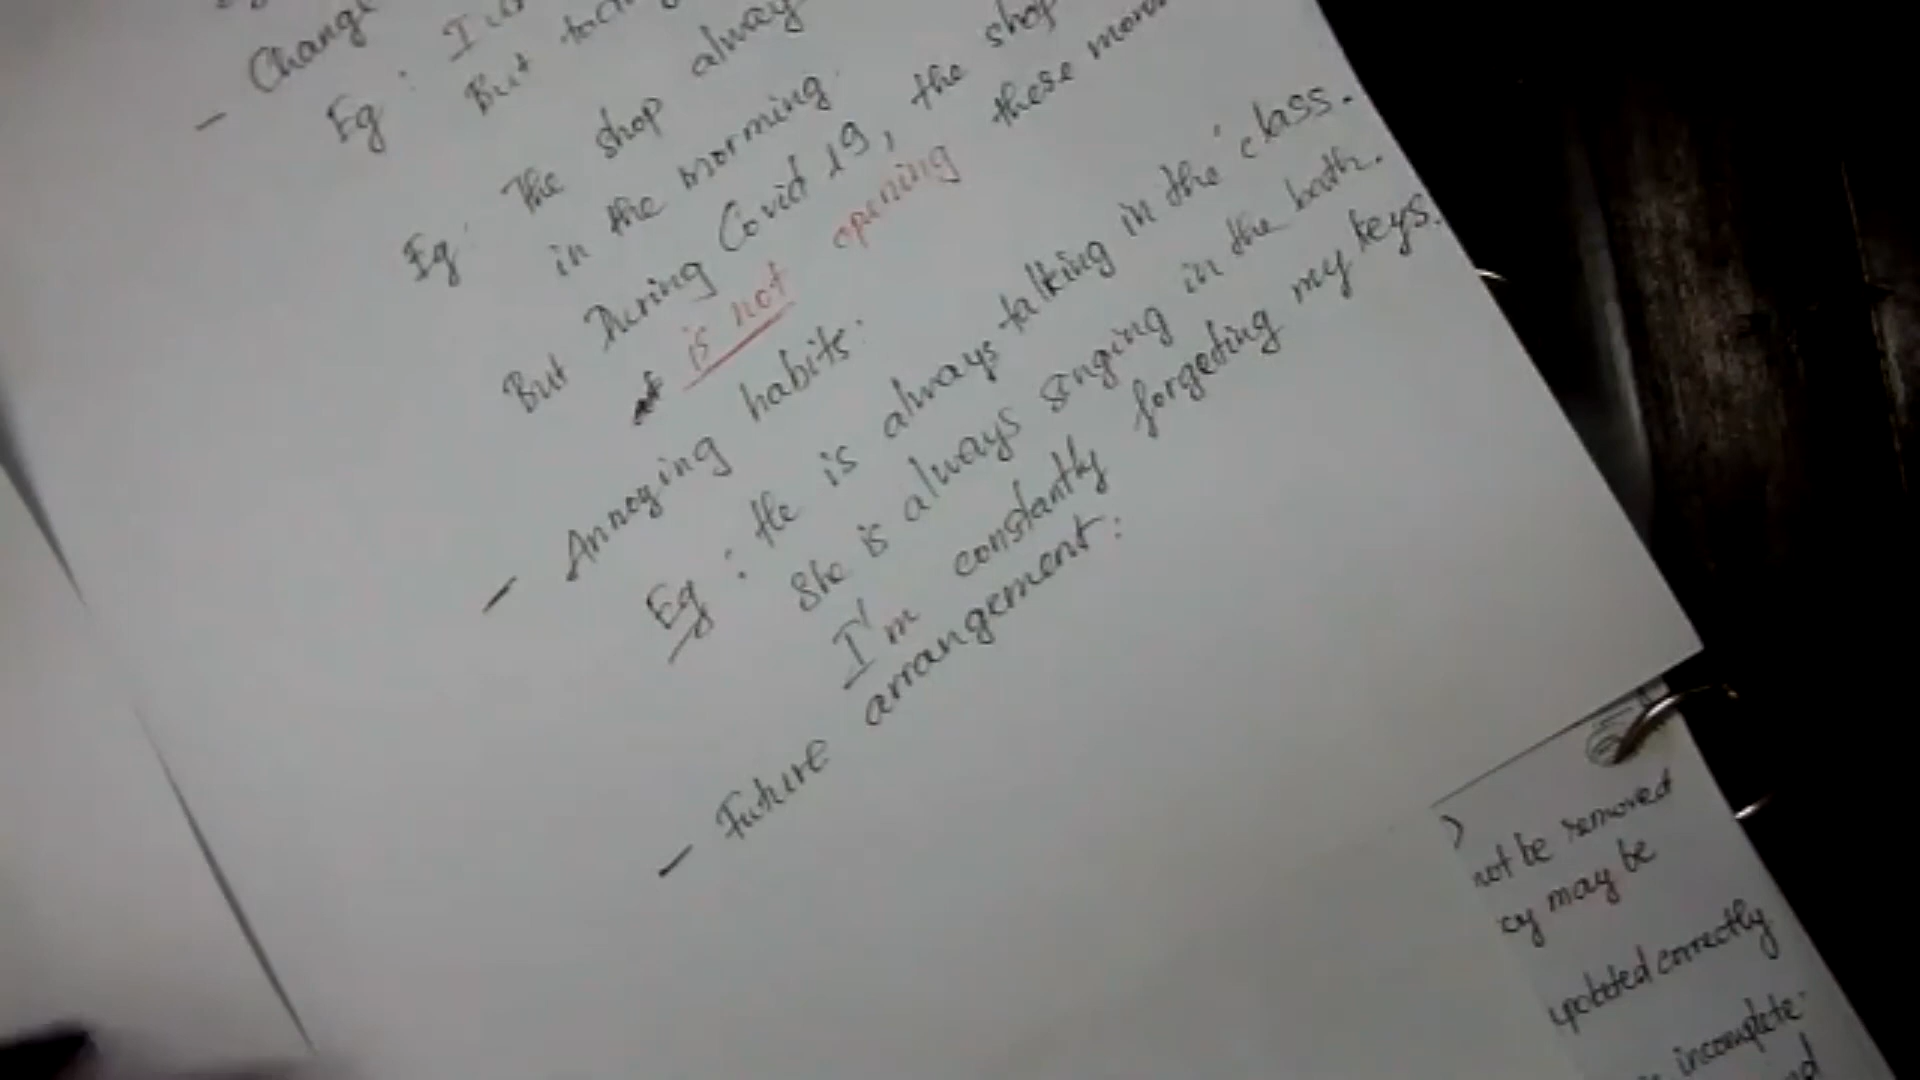 - Change
Eg :
But
Eg : The shop always
in the morning.
But During Covid 19, the shop
is not opening these
- Annoying habits:
Eg : He is always talking in the class.
She is always singing in the bath.
I'm constantly forgeting my keys.
- Future arrangement:
not be removed
cy may be
updated correctly
incomplete